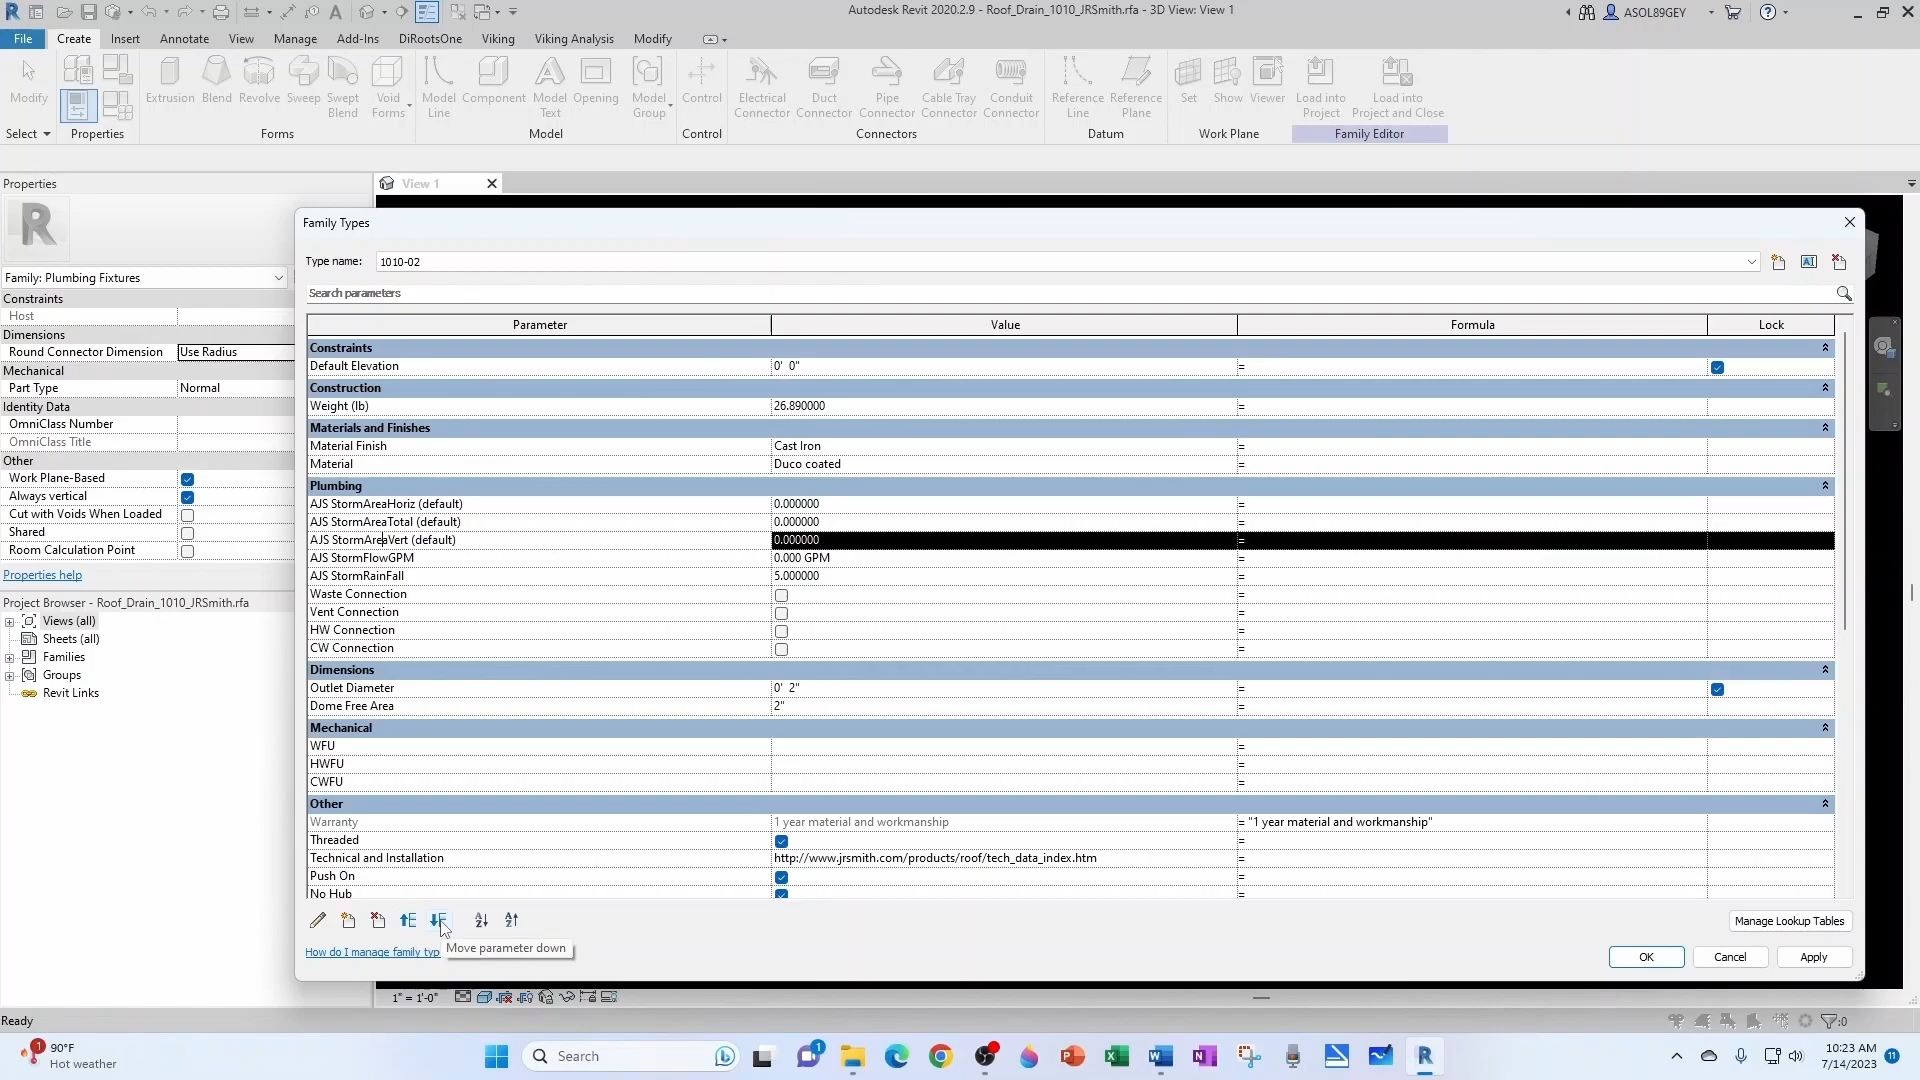 Autodesk Revit 2020.2.9 - Roof_Drain_1010_JRSmith.rfa - 3D View: View 1
ASOL89GEY
File Create Insert Annotate View Manage Add-Ins DiRootsOne Viking Viking Analysis Modify
Modify
Extrusion Blend Revolve Sweep Swept Blend Void Forms
Model Line Component Model Text Opening Model Group
Control
Electrical Connector Duct Connector Pipe Connector Cable Tray Connector Conduit Connector
Reference Line Reference Plane
Set Show Viewer
Load into Project Load into Project and Close
Select Properties Forms Model Control Connectors Datum Work Plane Family Editor
Properties
View 1
Family: Plumbing Fixtures
Constraints
Host
Dimensions
Round Connector Dimension Use Radius
Mechanical
Part Type Normal
Identity Data
OmniClass Number
OmniClass Title
Other
Work Plane-Based
Always vertical
Cut with Voids When Loaded
Shared
Room Calculation Point
Properties help
Project Browser - Roof_Drain_1010_JRSmith.rfa
Views (all)
Sheets (all)
Families
Groups
Revit Links
Family Types
Type name: 1010-02
Search parameters
Parameter Value Formula Lock
Constraints
Default Elevation 0' 0" =
Construction
Weight (lb) 26.890000 =
Materials and Finishes
Material Finish Cast Iron =
Material Duco coated =
Plumbing
AJS StormAreaHoriz (default) 0.000000 =
AJS StormAreaTotal (default) 0.000000 =
AJS StormAreaVert (default) 0.000000 =
AJS StormFlowGPM 0.000 GPM =
AJS StormRainFall 5.000000 =
Waste Connection =
Vent Connection =
HW Connection =
CW Connection =
Dimensions
Outlet Diameter 0' 2" =
Dome Free Area 2" =
Mechanical
WFU =
HWFU =
CWFU =
Other
Warranty 1 year material and workmanship = "1 year material and workmanship"
Threaded =
Technical and Installation http://www.jrsmith.com/products/roof/tech_data_index.htm =
Push On =
No Hub =
Manage Lookup Tables
How do I manage family typ
Move parameter down
OK Cancel Apply
1" = 1'-0"
Ready
:0
1
90°F
Hot weather
Search
1
10:23 AM
7/14/2023
11